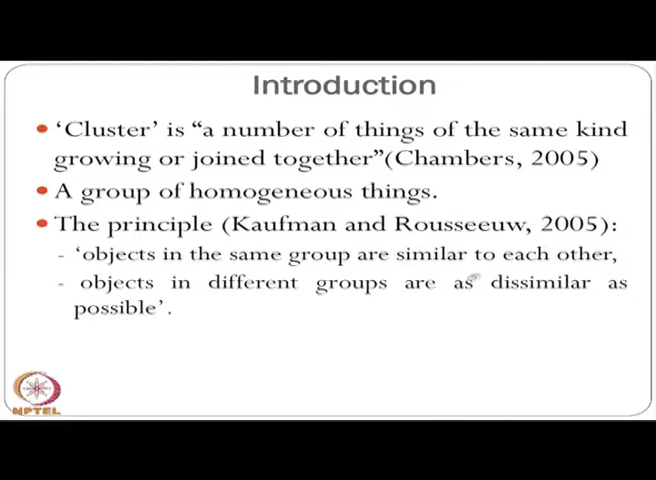 Introduction
• 'Cluster' is "a number of things of the same kind
growing or joined together"(Chambers, 2005)
• A group of homogeneous things.
• The principle (Kaufman and Rousseeuw, 2005):
- 'objects in the same group are similar to each other,
- objects in different groups are as dissimilar as
possible'.
NPTEL